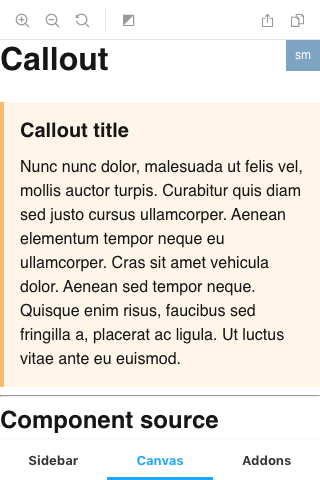 Callout
sm
Callout title
Nunc nunc dolor, malesuada ut felis vel,
mollis auctor turpis. Curabitur quis diam
sed justo cursus ullamcorper. Aenean
elementum tempor neque eu
ullamcorper. Cras sit amet vehicula
dolor. Aenean sed tempor neque.
Quisque enim risus, faucibus sed
fringilla a, placerat ac ligula. Ut luctus
vitae ante eu euismod.
Component source
Sidebar
Canvas
Addons